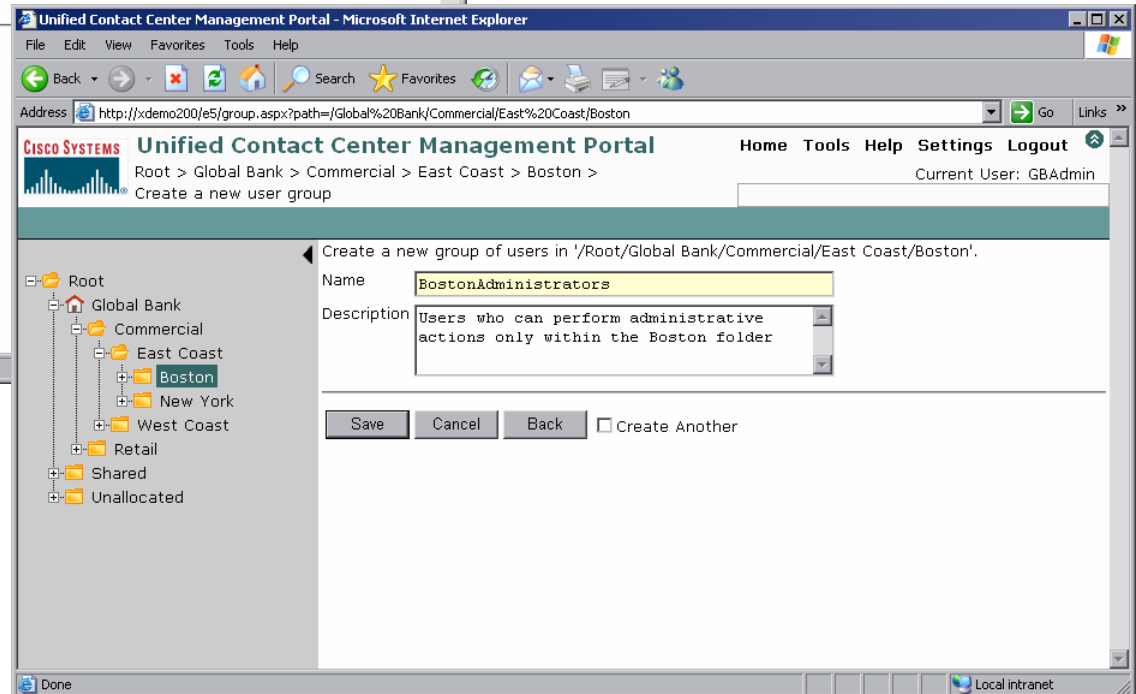 Unified Contact Center Management Portal - Microsoft Internet Explorer
File Edit View Favorites Tools Help
Back Search Favorites
Address http://xdemo200/e5/group.aspx?path=/Global%20Bank/Commercial/East%20Coast/Boston Go Links »
CISCO SYSTEMS Unified Contact Center Management Portal Home Tools Help Settings Logout
Root > Global Bank > Commercial > East Coast > Boston > Current User: GBAdmin
Create a new user group
Create a new group of users in '/Root/Global Bank/Commercial/East Coast/Boston'.
Root
Global Bank
Commercial
East Coast
Boston
New York
West Coast
Retail
Shared
Unallocated
Name BostonAdministrators
Description Users who can perform administrative
actions only within the Boston folder
Save Cancel Back Create Another
Done Local intranet